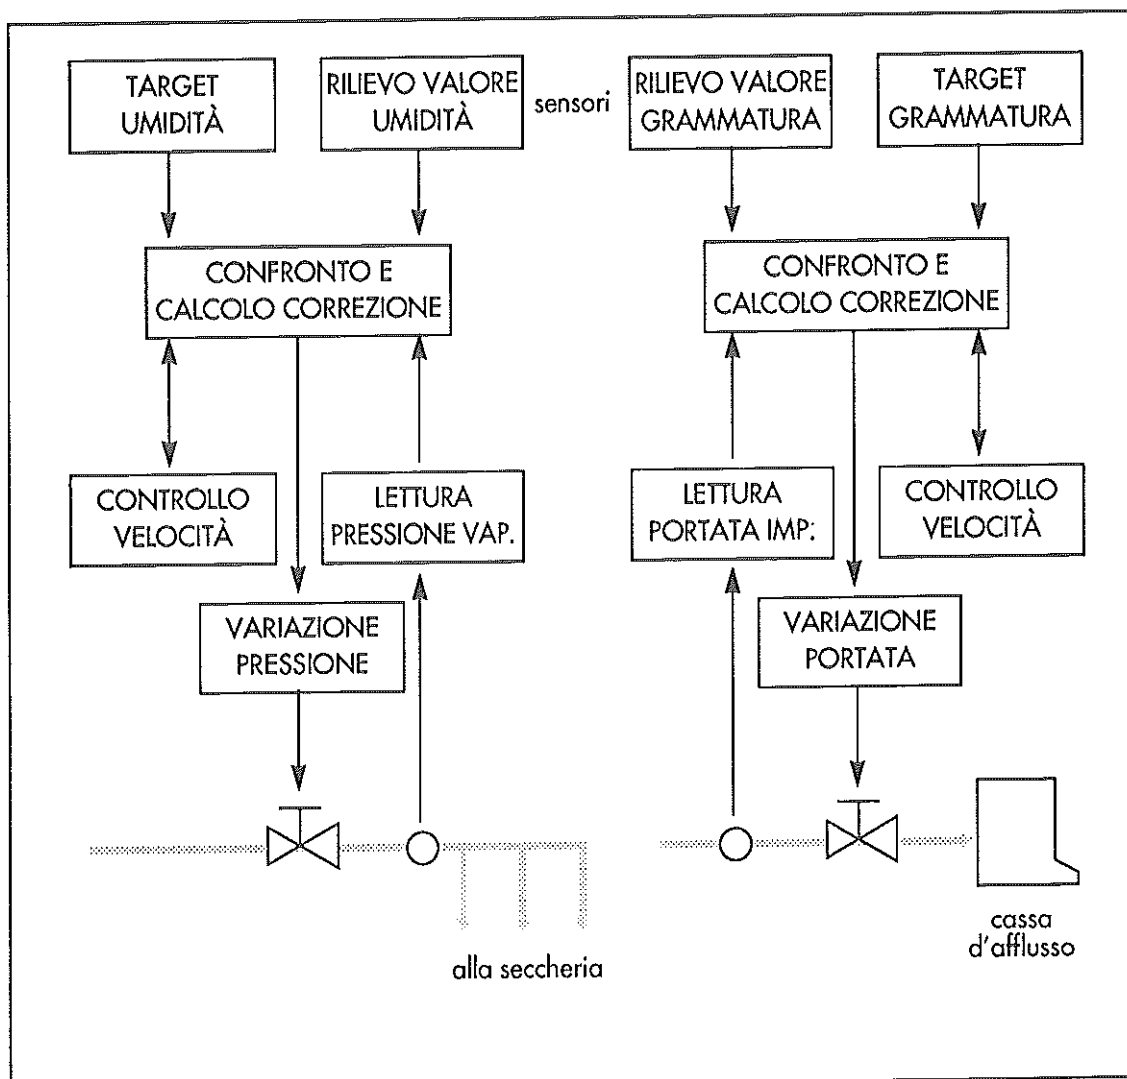 TARGET
UMIDITÀ
RILIEVO VALORE
UMIDITÀ
sensori
RILIEVO VALORE
GRAMMATURA
TARGET
GRAMMATURA
CONFRONTO E
CALCOLO CORREZIONE
CONFRONTO E
CALCOLO CORREZIONE
CONTROLLO
VELOCITÀ
LETTURA
PRESSIONE VAP.
LETTURA
PORTATA IMP:
CONTROLLO
VELOCITÀ
VARIAZIONE
PRESSIONE
VARIAZIONE
PORTATA
alla seccheria
cassa
d'afflusso